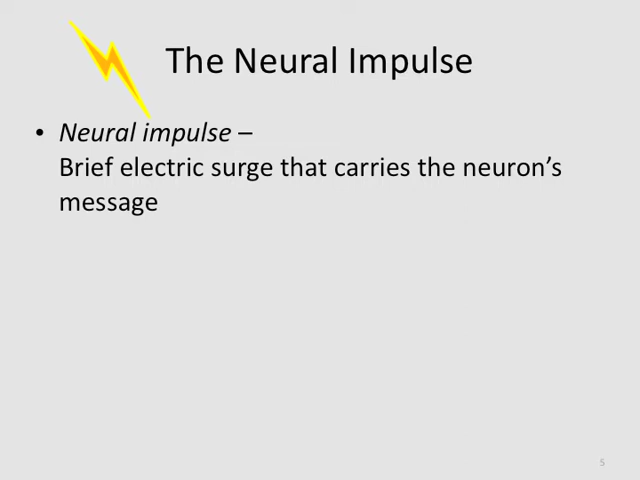 The Neural Impulse
• Neural impulse –
Brief electric surge that carries the neuron’s
message
5